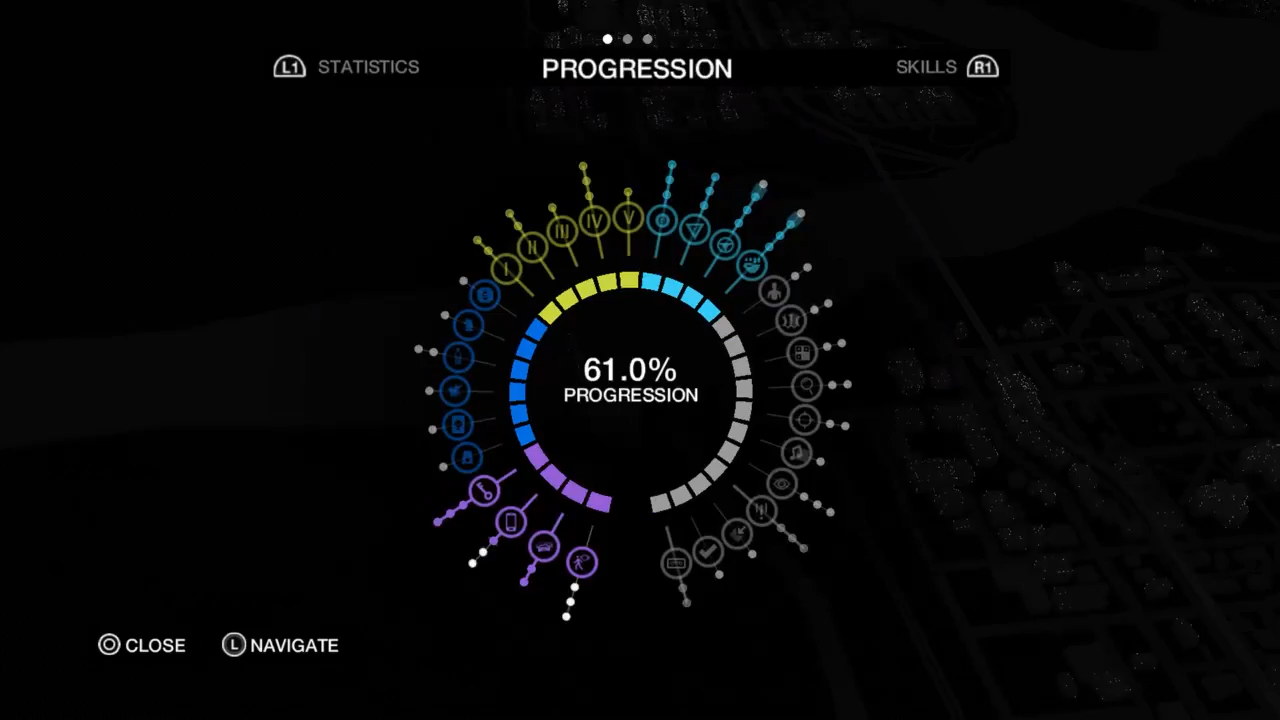 L1 STATISTICS
PROGRESSION
SKILLS R1
I
II
III
IV
V
61.0%
PROGRESSION
CLOSE
L NAVIGATE